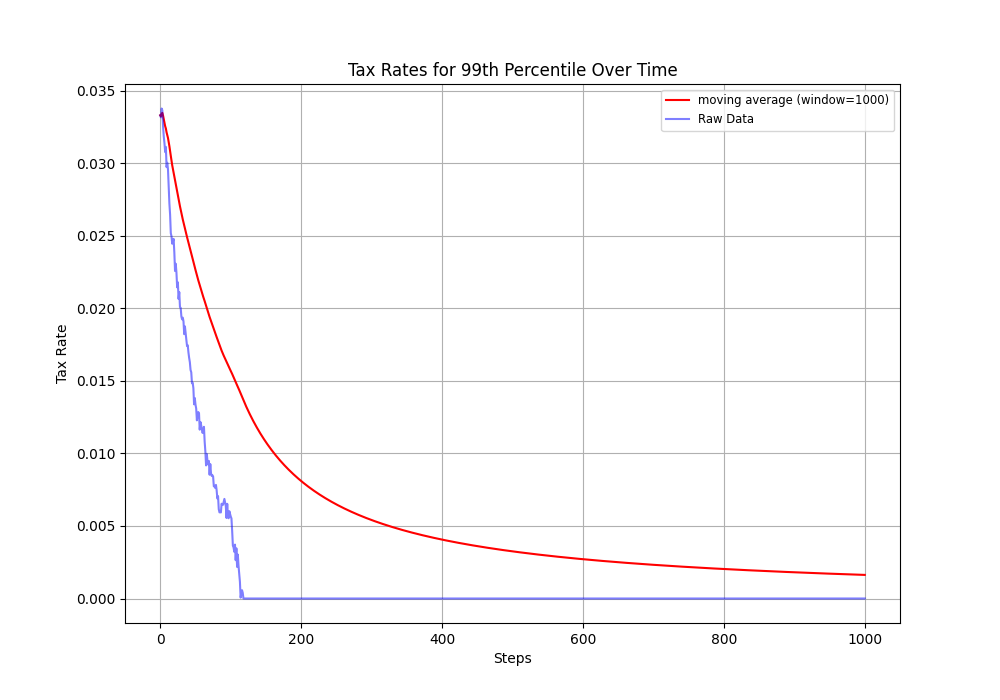 Tax Rates for 99th Percentile Over Time
moving average (window=1000)
Raw Data
Tax Rate
0.035
0.030
0.025
0.020
0.015
0.010
0.005
0.000
0
200
400
600
800
1000
Steps